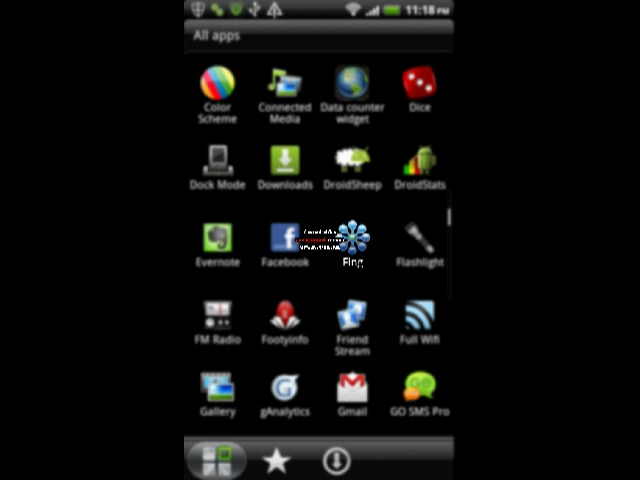 11:18 PM
All apps
Color Scheme
Connected Media
Data counter widget
Dice
Dock Mode
Downloads
DroidSheep
DroidStats
Evernote
Facebook
Fing
Flashlight
FM Radio
Footyinfo
Friend Stream
Full Wifi
Gallery
gAnalytics
Gmail
GO SMS Pro